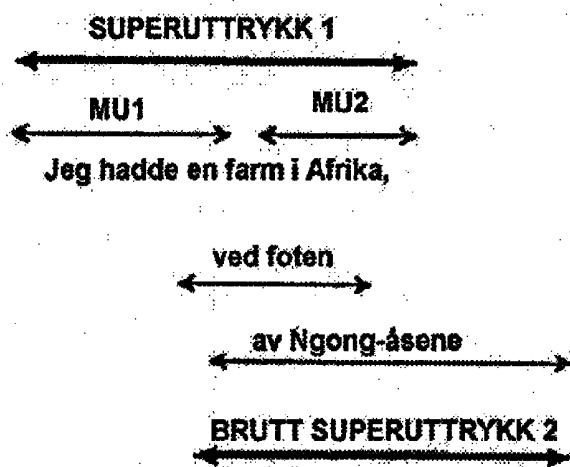 SUPERUTTRYKK 1
MU1 MU2
Jeg hadde en farm i Afrika,
ved foten
av Ngong-åsene
BRUTT SUPERUTTRYKK 2